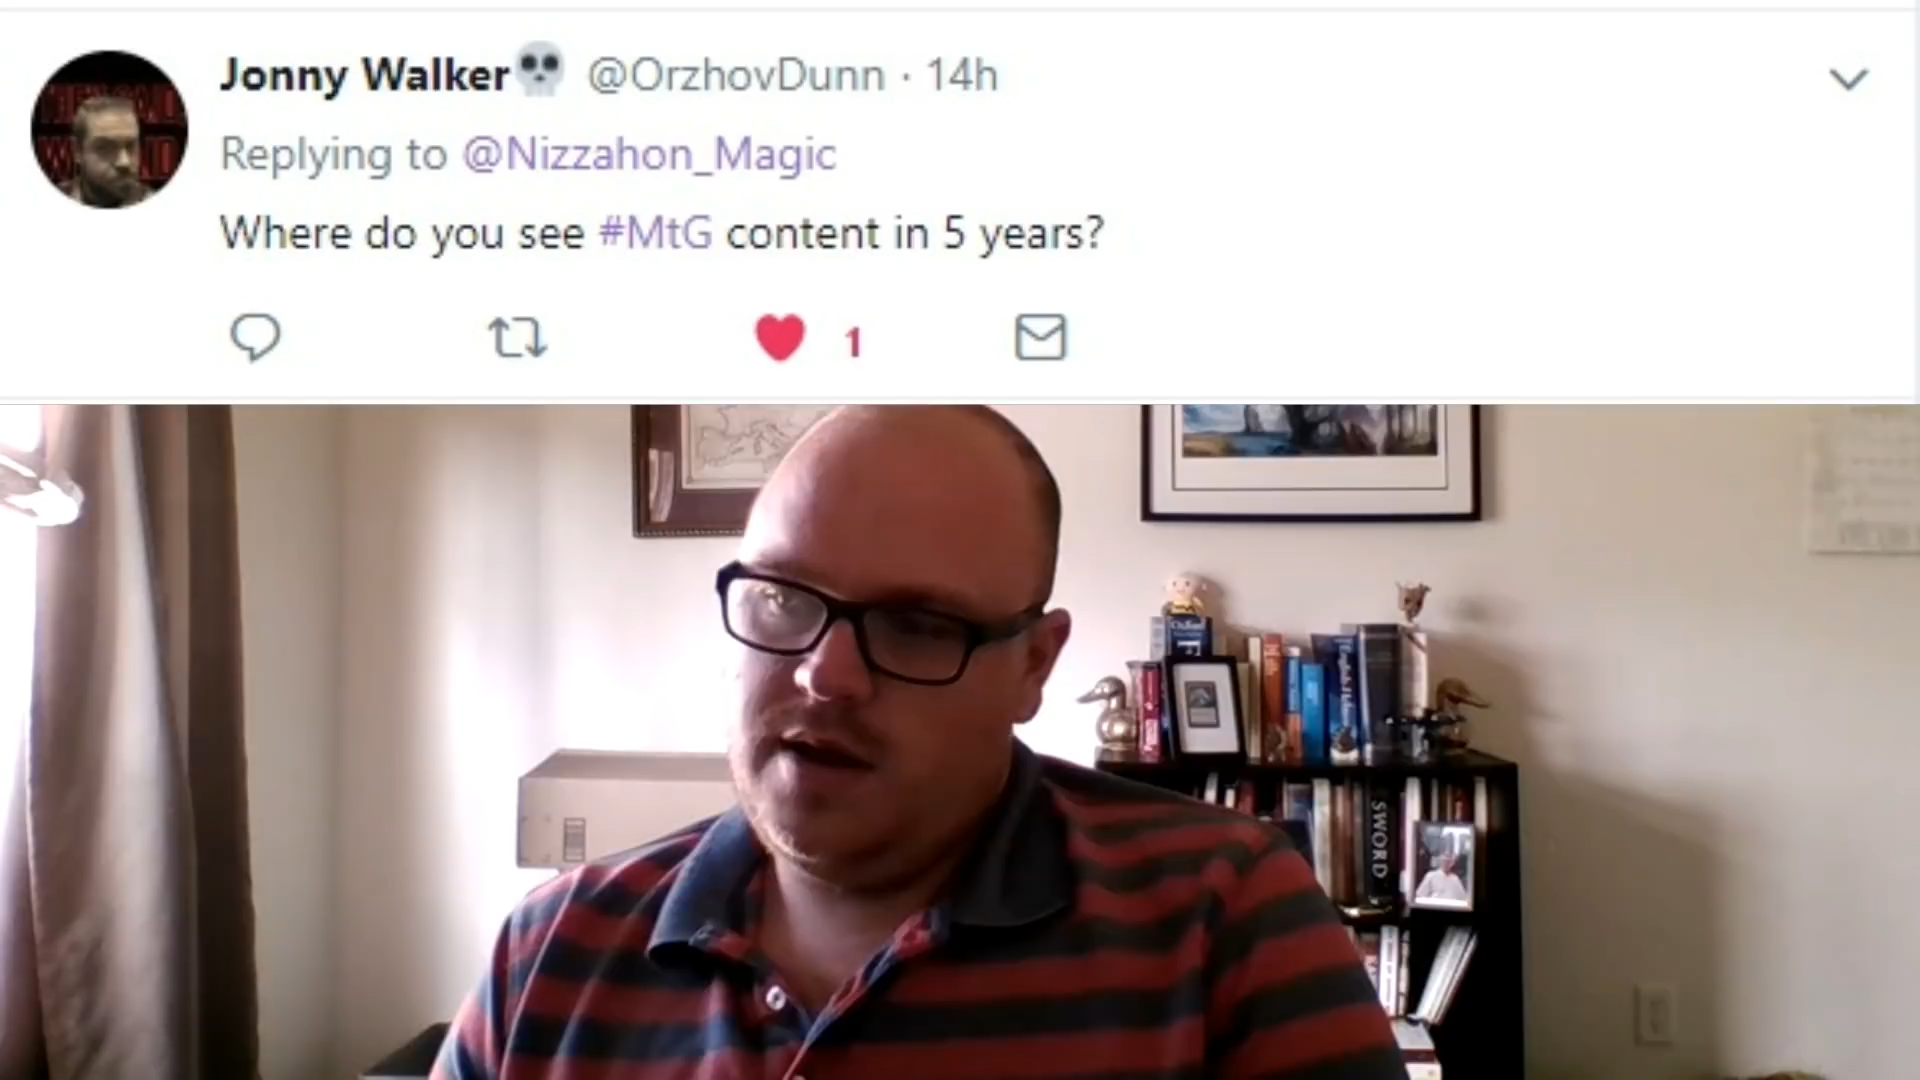 Jonny Walker💀 @OrzhovDunn · 14h
Replying to @Nizzahon_Magic
Where do you see #MtG content in 5 years?
1
SWORD